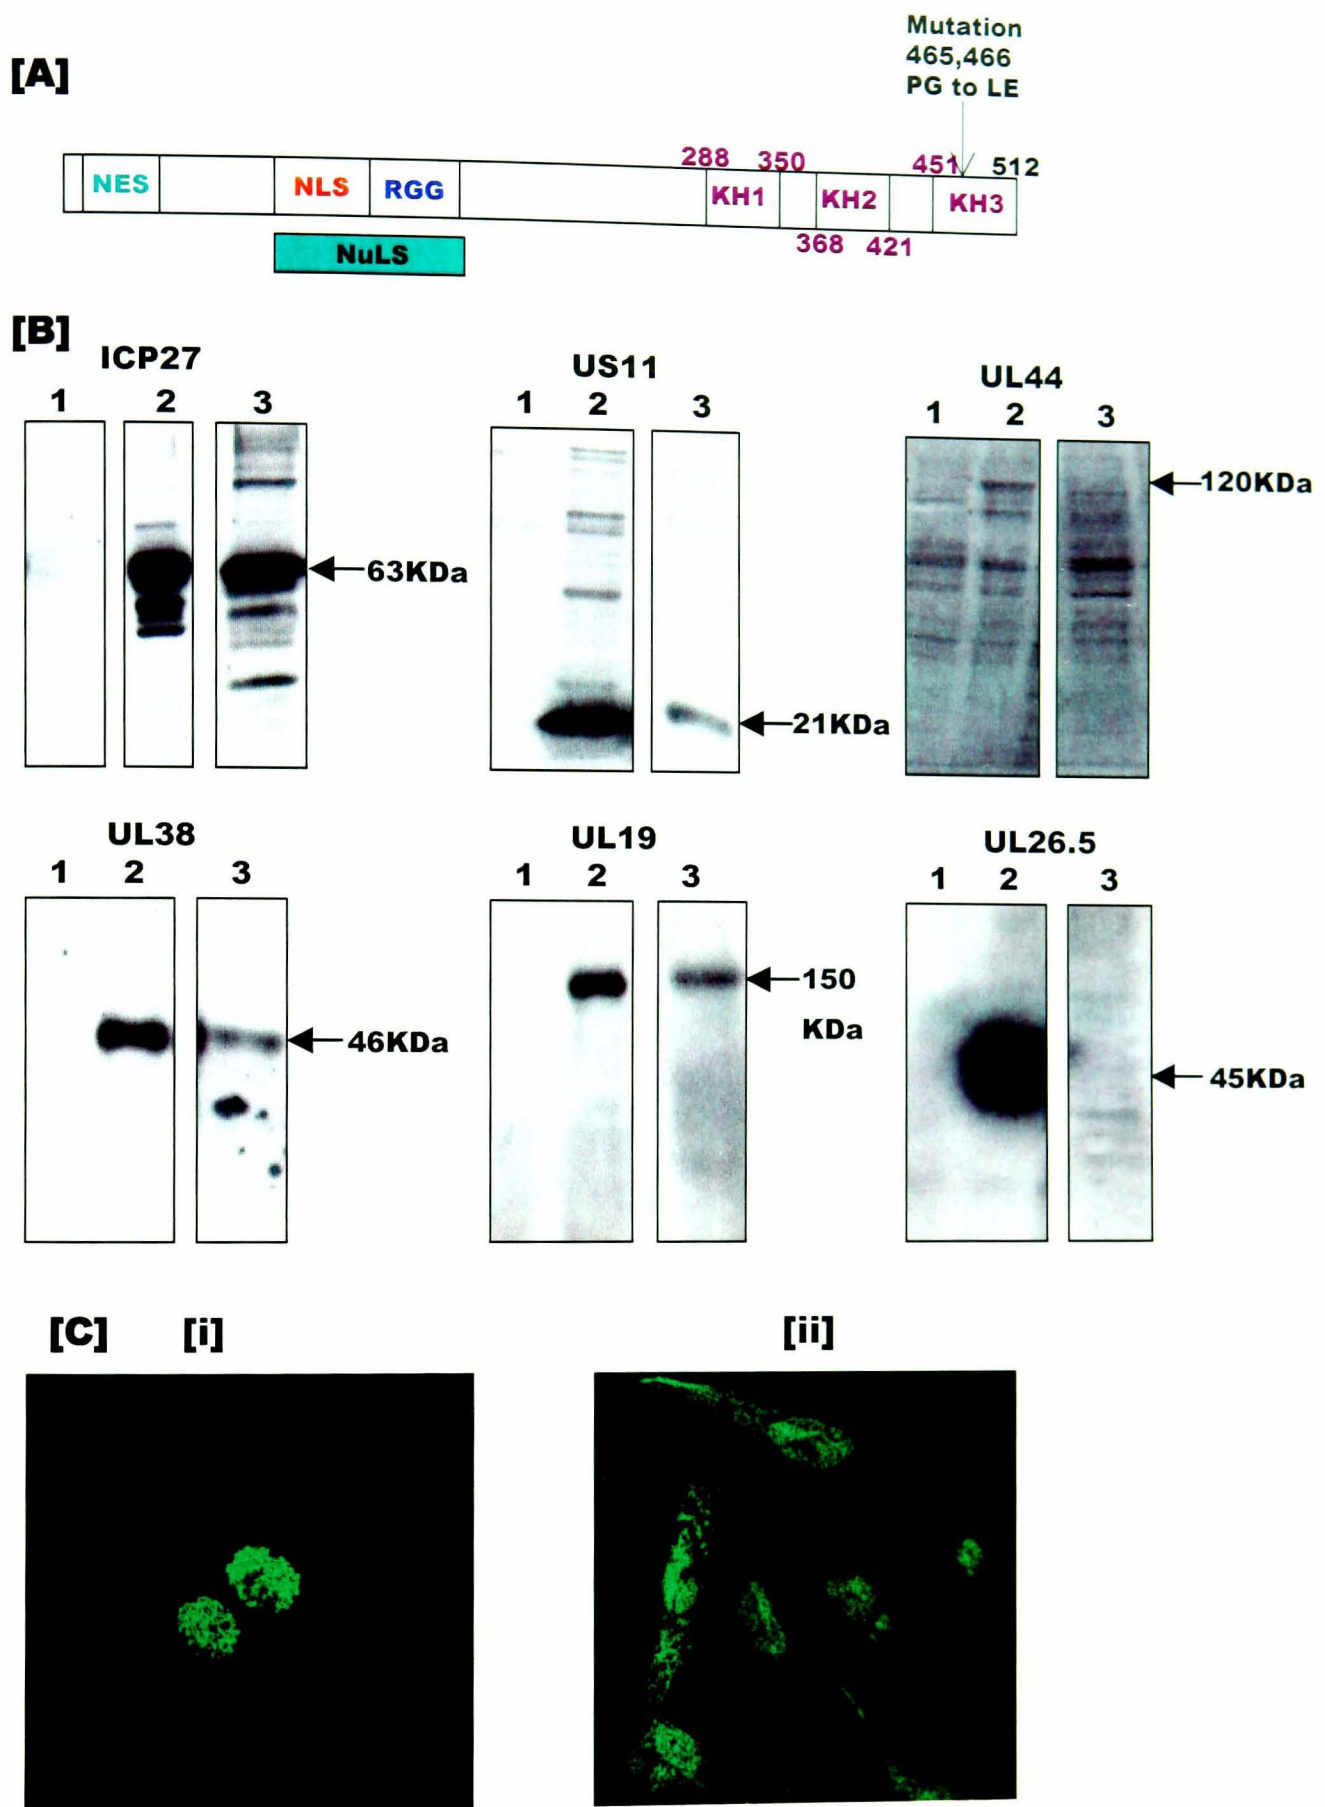 Mutation
465,466
PG to LE
[A]
288 350 451 512
NES NLS RGG KH1 KH2 KH3
368 421
NuLS
[B]
ICP27
1 2 3
63KDa
US11
1 2 3
21KDa
UL44
1 2 3
120KDa
UL38
1 2 3
46KDa
UL19
1 2 3
150
KDa
UL26.5
1 2 3
45KDa
[C] [i] [ii]